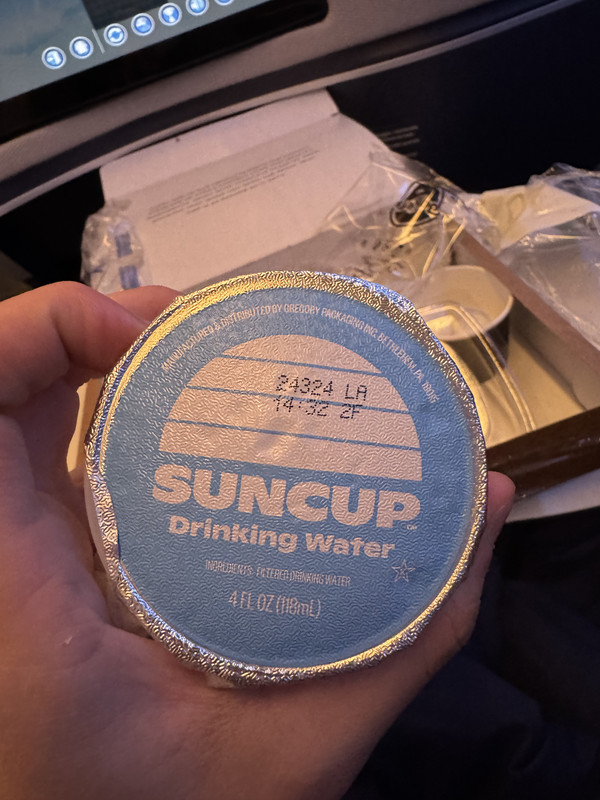 MANUFACTURED & DISTRIBUTED BY GREGORY PACKAGING INC. BETHLEHEM, PA
24324 LA
14:32 2F
SUNCUP™
Drinking Water
INGREDIENTS: FILTERED DRINKING WATER
4 FL OZ (118mL)